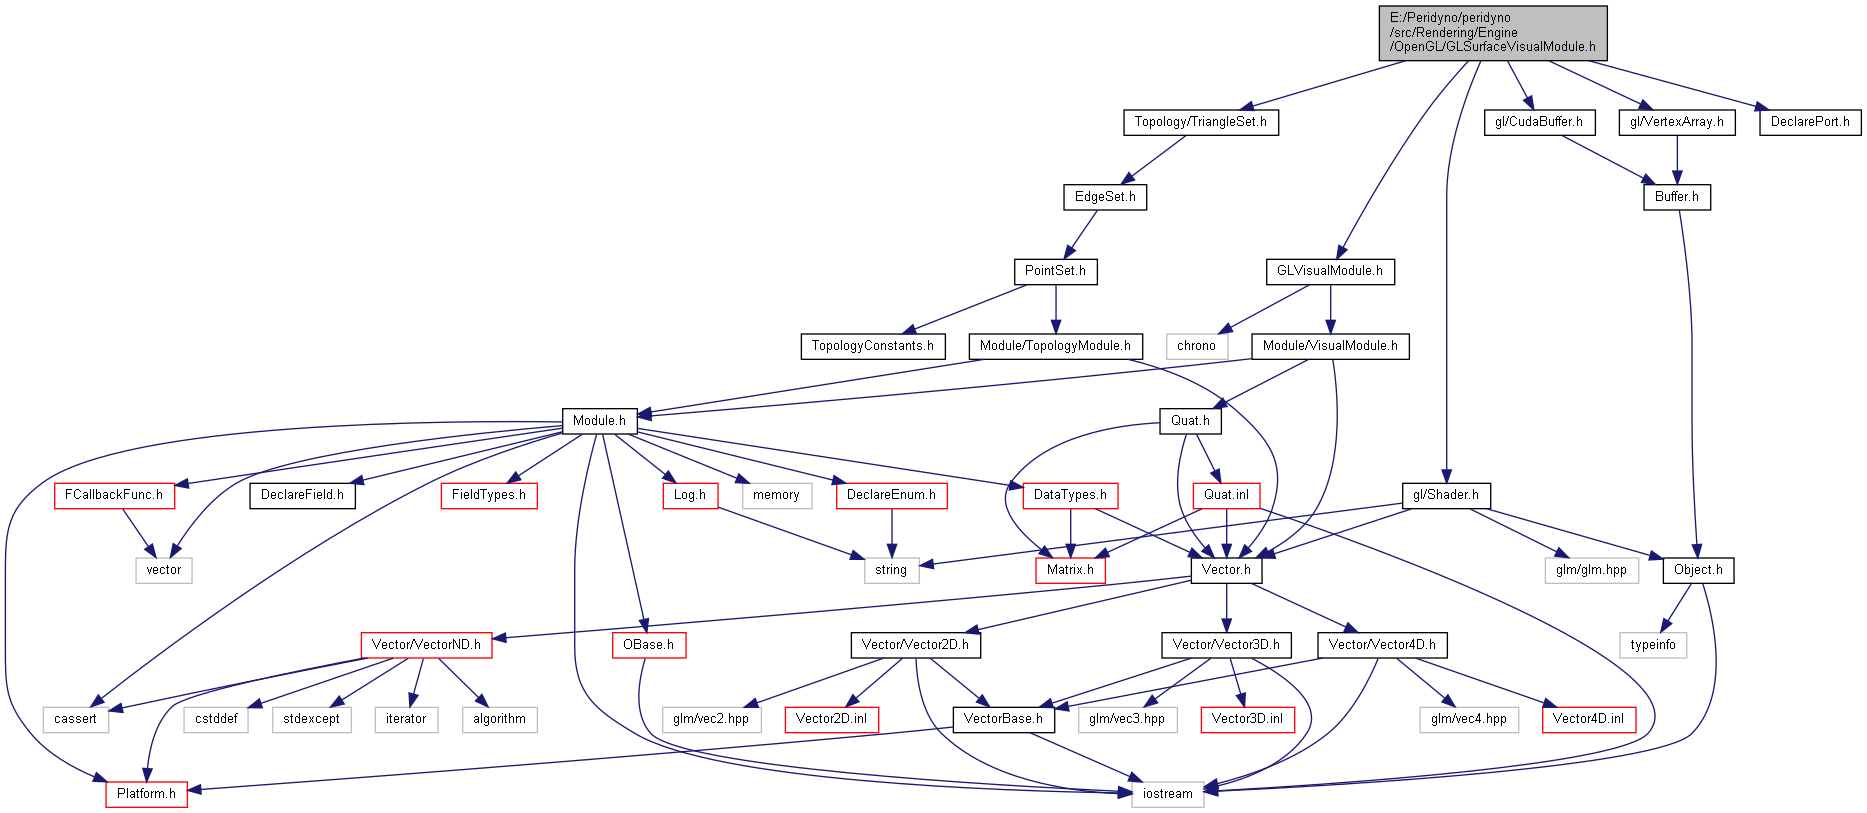 E:/Peridyno/peridyno
/src/Rendering/Engine
/OpenGL/GLSurfaceVisualModule.h
Topology/TriangleSet.h
gl/CudaBuffer.h
gl/VertexArray.h
DeclarePort.h
EdgeSet.h
Buffer.h
PointSet.h
GLVisualModule.h
TopologyConstants.h
Module/TopologyModule.h
chrono
Module/VisualModule.h
Module.h
Quat.h
FCallbackFunc.h
DeclareField.h
FieldTypes.h
Log.h
memory
DeclareEnum.h
DataTypes.h
Quat.inl
gl/Shader.h
vector
string
Matrix.h
Vector.h
glm/glm.hpp
Object.h
Vector/VectorND.h
OBase.h
Vector/Vector2D.h
Vector/Vector3D.h
Vector/Vector4D.h
typeinfo
cassert
cstddef
stdexcept
iterator
algorithm
glm/vec2.hpp
Vector2D.inl
VectorBase.h
glm/vec3.hpp
Vector3D.inl
glm/vec4.hpp
Vector4D.inl
Platform.h
iostream